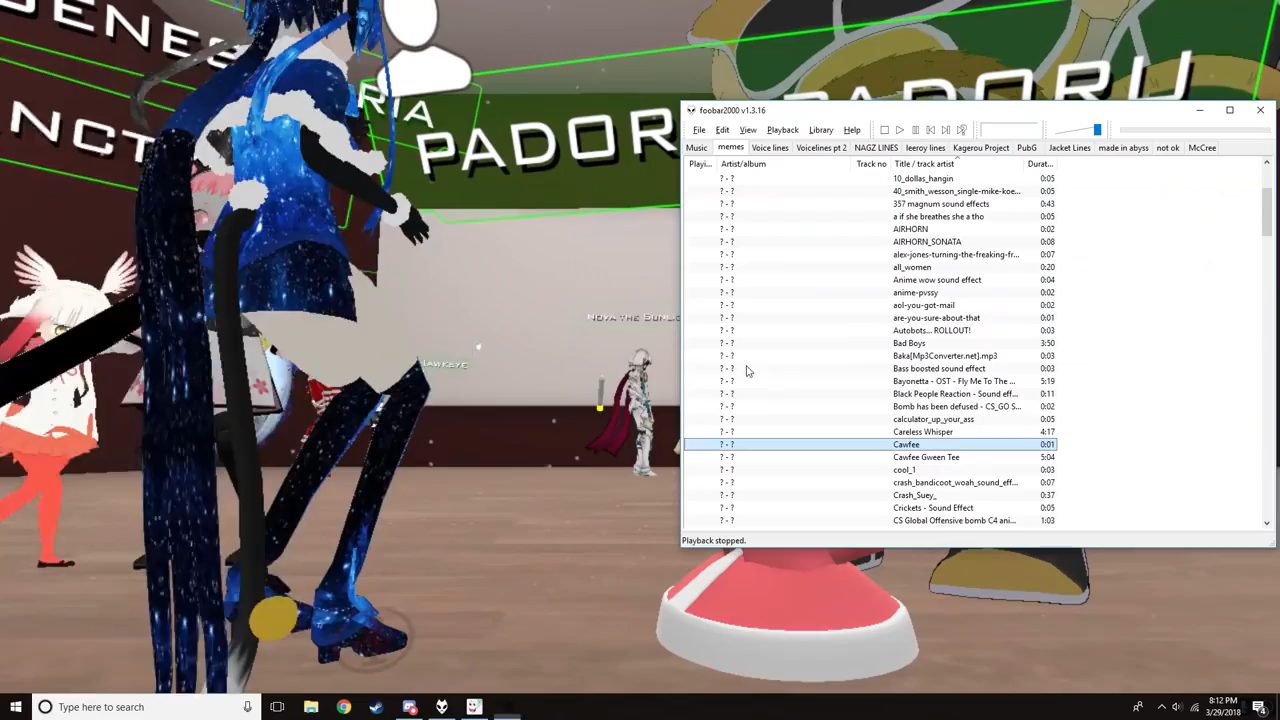 ENES
NCT
RIA
PADORU
PADORU
HAWKEYE
foobar2000 v1.3.16
File Edit View Playback Library Help
Music memes Voice lines Voicelines pt 2 NAGZ LINES leeroy lines Kagerou Project PubG Jacket Lines made in abyss not ok McCree
Playi... Artist/album Track no Title / track artist Durat...
? - ? 10_dollas_hangin 0:05
? - ? 40_smith_wesson_single-mike-koe... 0:05
? - ? 357 magnum sound effects 0:43
? - ? a if she breathes she a tho 0:05
? - ? AIRHORN 0:02
? - ? AIRHORN_SONATA 0:08
? - ? alex-jones-turning-the-freaking-fr... 0:07
? - ? all_women 0:20
? - ? Anime wow sound effect 0:04
? - ? anime-pvssy 0:02
? - ? aol-you-got-mail 0:02
? - ? are-you-sure-about-that 0:01
? - ? Autobots... ROLLOUT! 0:03
? - ? Bad Boys 3:50
? - ? Baka[Mp3Converter.net].mp3 0:03
? - ? Bass boosted sound effect 0:03
? - ? Bayonetta - OST - Fly Me To The ... 5:19
? - ? Black People Reaction - Sound eff... 0:11
? - ? Bomb has been defused - CS_GO S... 0:02
? - ? calculator_up_your_ass 0:05
? - ? Careless Whisper 4:17
? - ? Cawfee 0:01
? - ? Cawfee Gween Tee 5:04
? - ? cool_1 0:03
? - ? crash_bandicoot_woah_sound_eff... 0:07
? - ? Crash_Suey_ 0:37
? - ? Crickets - Sound Effect 0:05
? - ? CS Global Offensive bomb C4 ani... 1:03
Playback stopped.
Type here to search
8:12 PM
3/29/2018
4